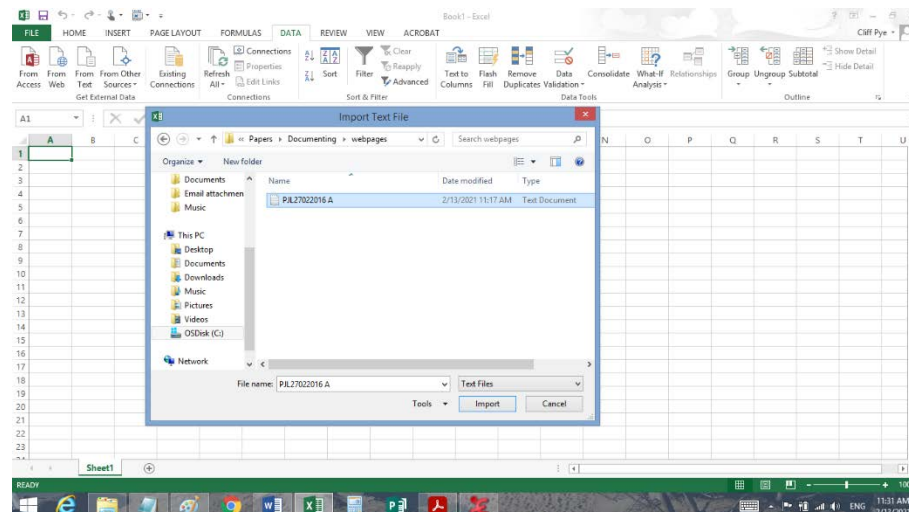 Book1 - Excel
FILE HOME INSERT PAGE LAYOUT FORMULAS DATA REVIEW VIEW ACROBAT Cliff Pye
From Access
From Web
From Text
From Other Sources
Existing Connections
Refresh All
Connections
Properties
Edit Links
Sort
Filter
Clear
Reapply
Advanced
Text to Columns
Flash Fill
Remove Duplicates
Data Validation
Consolidate
What-If Analysis
Relationships
Group
Ungroup
Subtotal
Show Detail
Hide Detail
Get External Data Connections Sort & Filter Data Tools Outline
A1
Import Text File
« Papers Documenting webpages Search webpages
Organize New folder
A B C N O P Q R S T U
Name Date modified Type
PJL27022016 A 2/13/2021 11:17 AM Text Document
Documents
Email attachmen
Music
This PC
Desktop
Documents
Downloads
Music
Pictures
Videos
OSDisk (C:)
Network
File name: PJL27022016 A Text Files
Tools Import Cancel
1
2
3
4
5
6
7
8
9
10
11
12
13
14
15
16
17
18
19
20
21
22
23
Sheet1
READY 100
ENG 11:31 AM